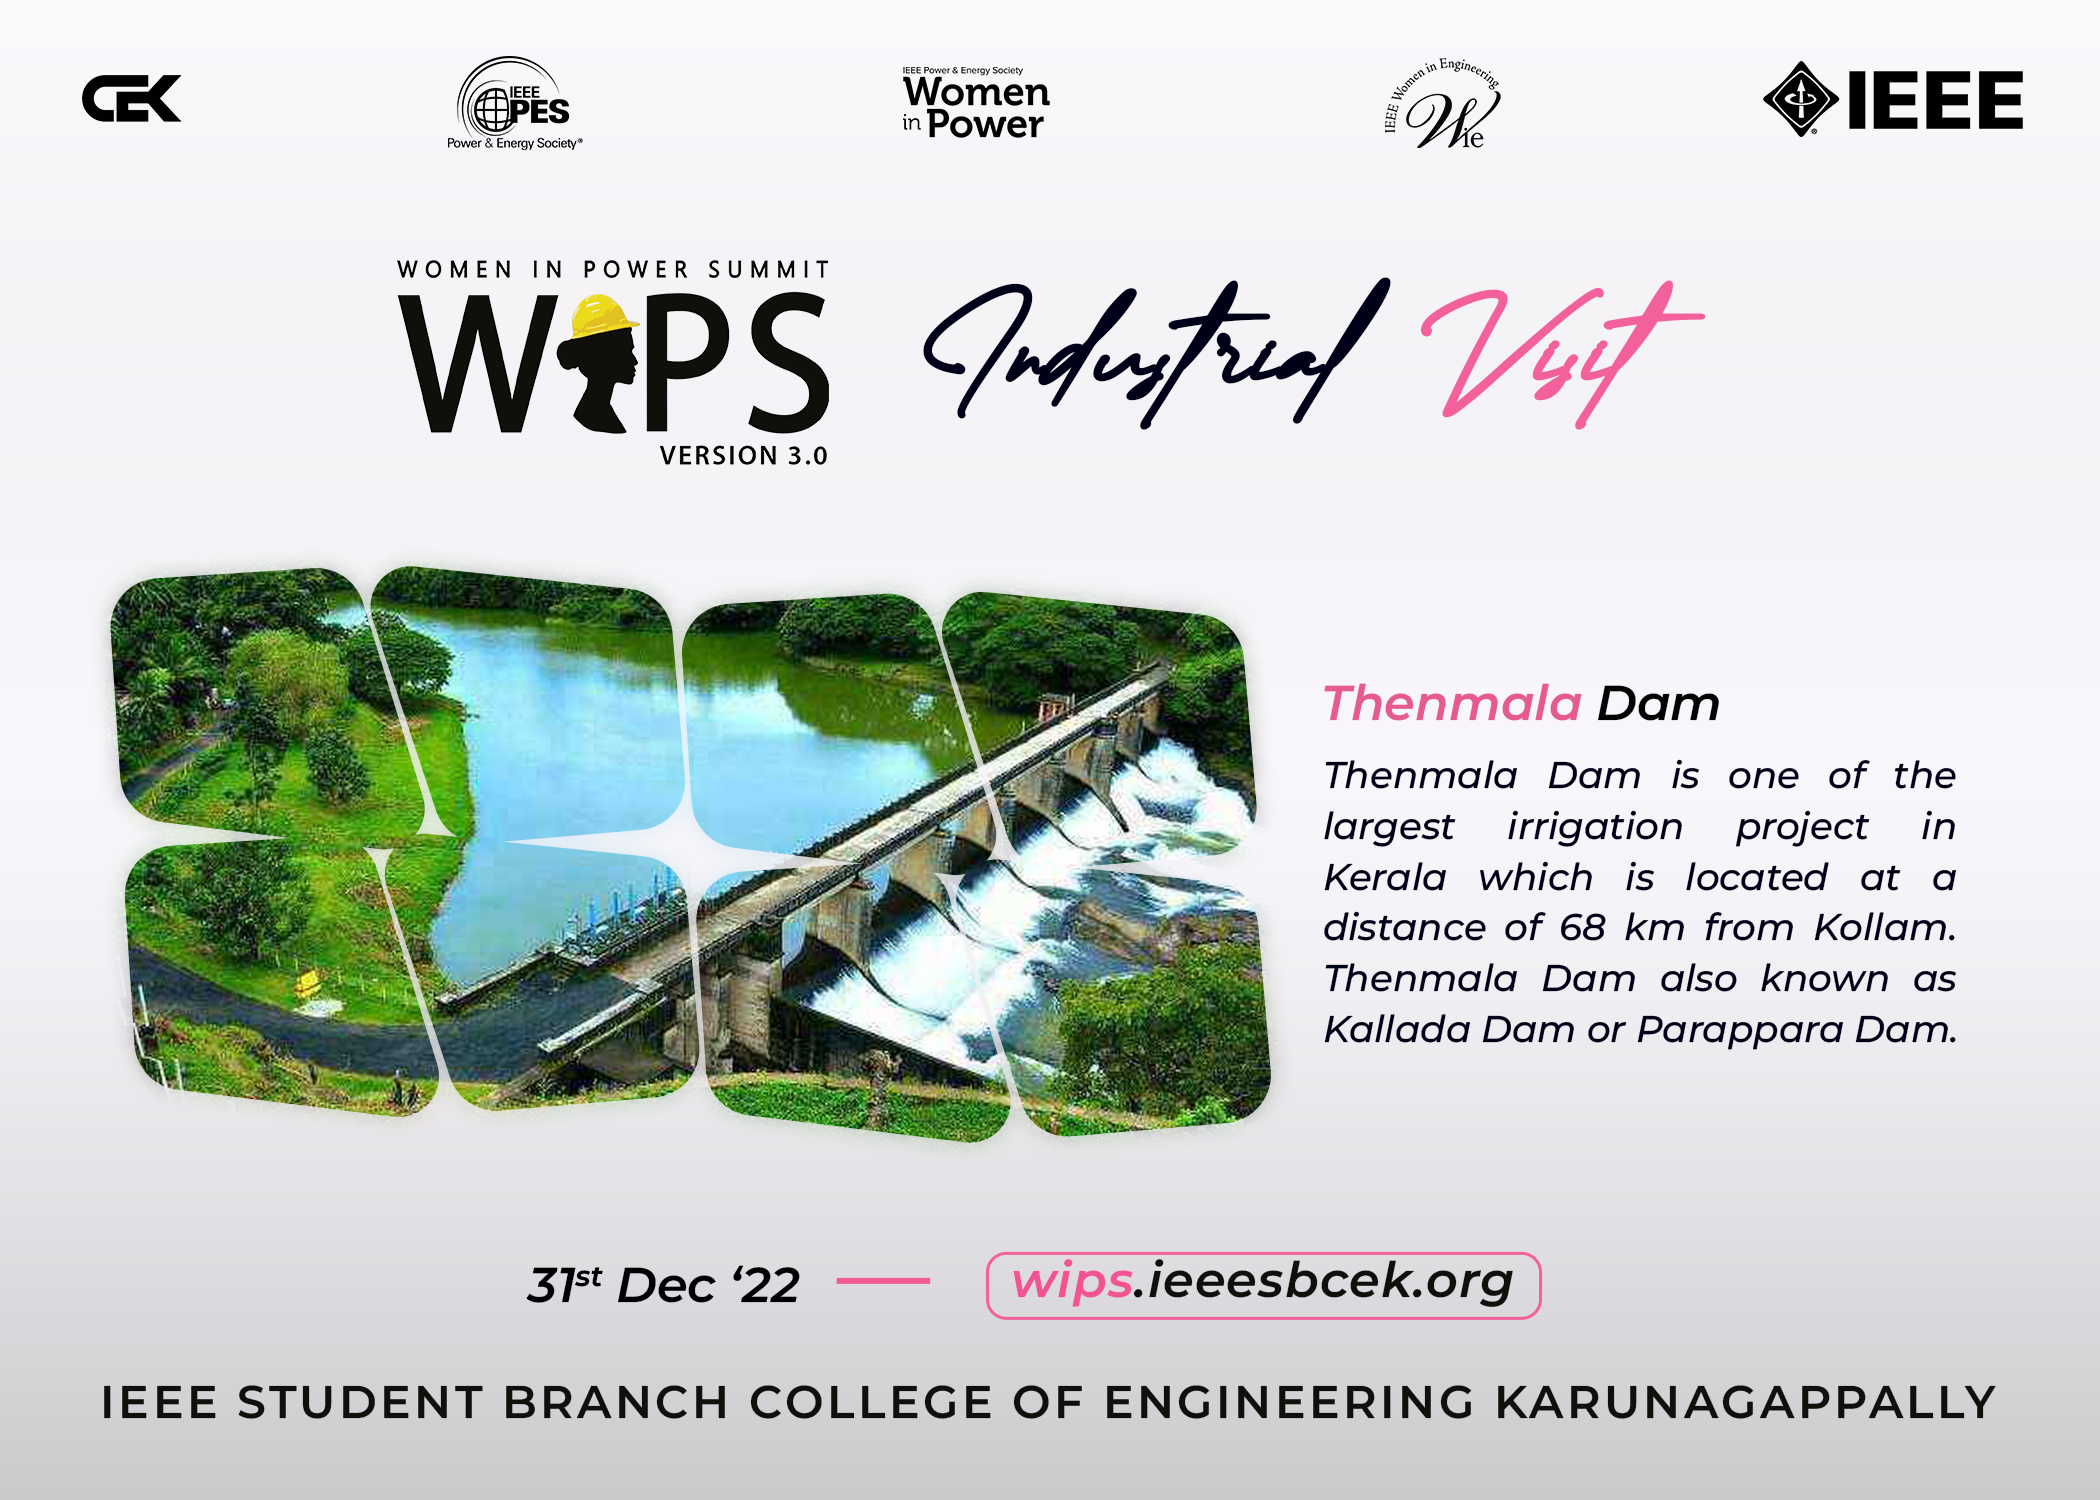 CEK
IEEE
PES
Power & Energy Society®
IEEE Power & Energy Society
Women
in Power
IEEE Women in Engineering
Wie
IEEE
WOMEN IN POWER SUMMIT
WiPS
VERSION 3.0
Industrial Visit
Thenmala Dam
Thenmala Dam is one of the
largest irrigation project in
Kerala which is located at a
distance of 68 km from Kollam.
Thenmala Dam also known as
Kallada Dam or Parappara Dam.
31st Dec ‘22
wips.ieeesbcek.org
IEEE STUDENT BRANCH COLLEGE OF ENGINEERING KARUNAGAPPALLY